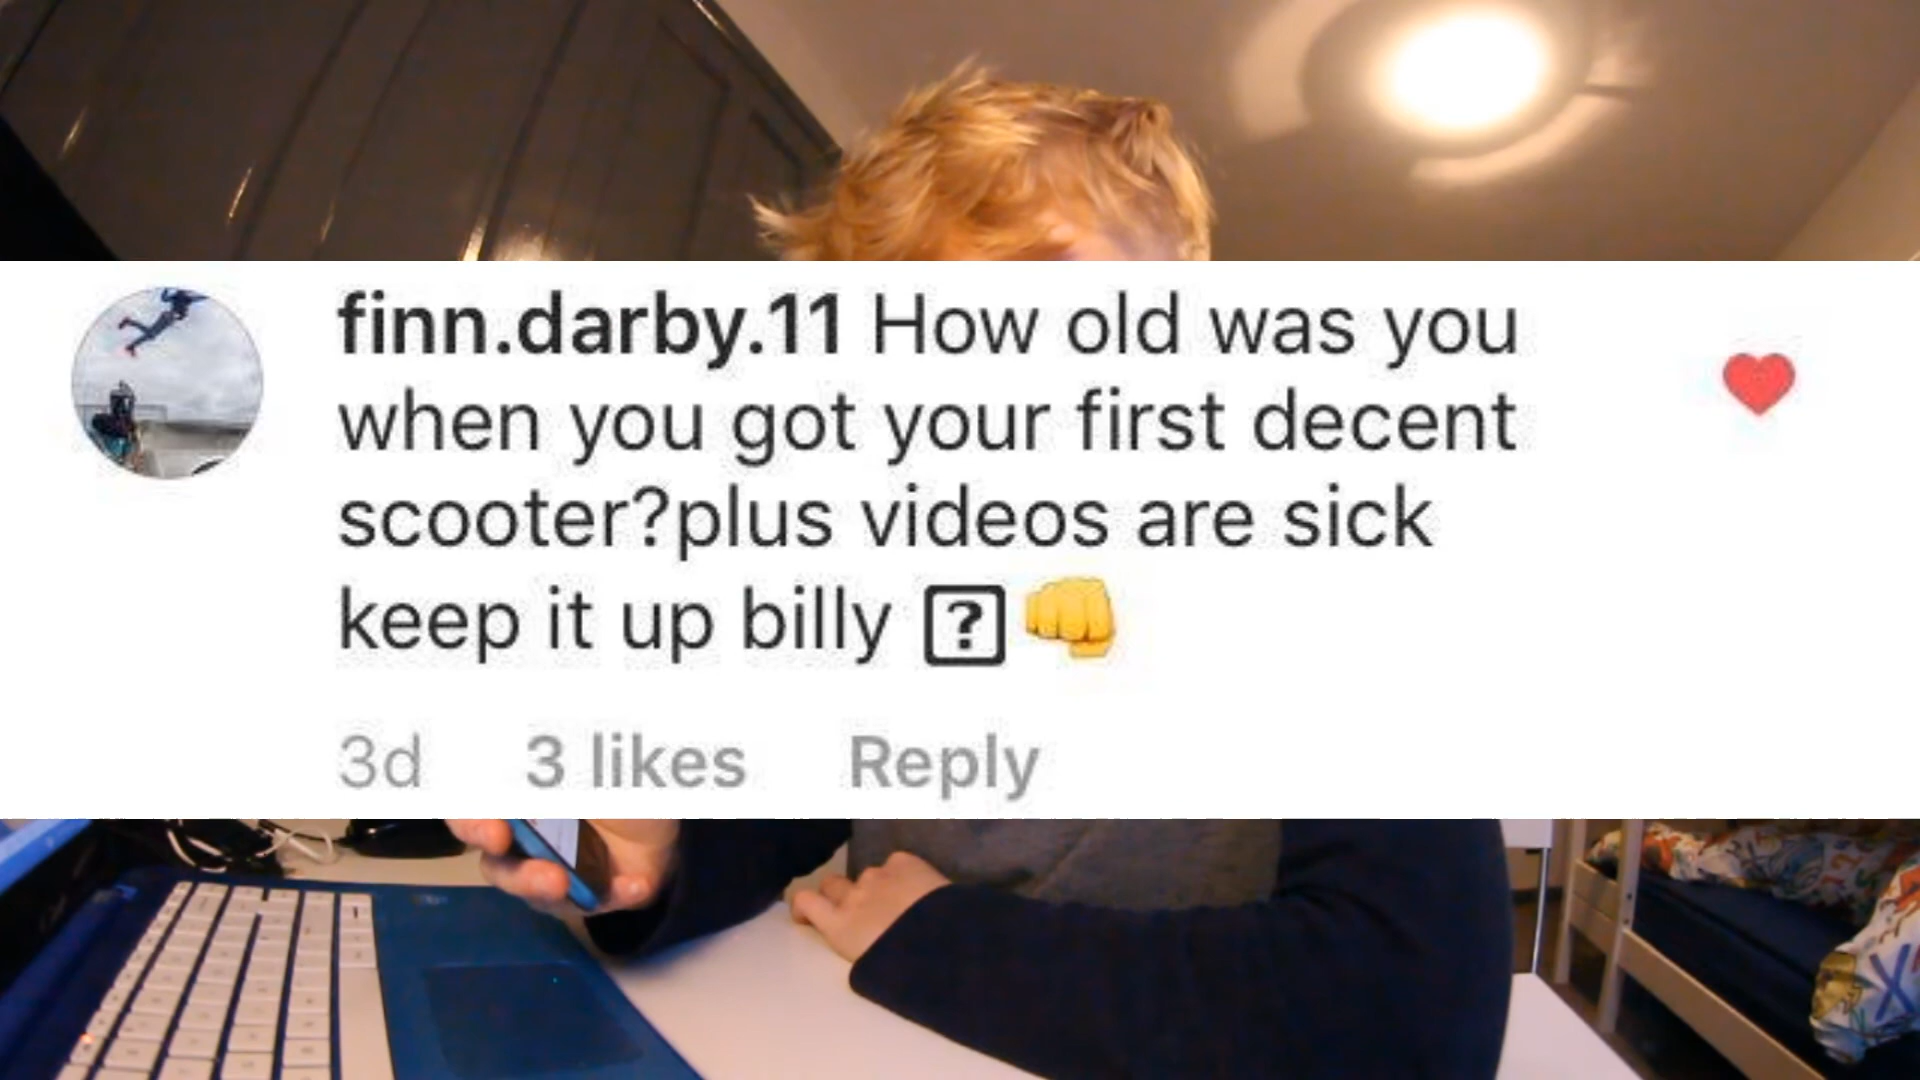 finn.darby.11 How old was you
when you got your first decent
scooter?plus videos are sick
keep it up billy ⍰👊
3d 3 likes Reply